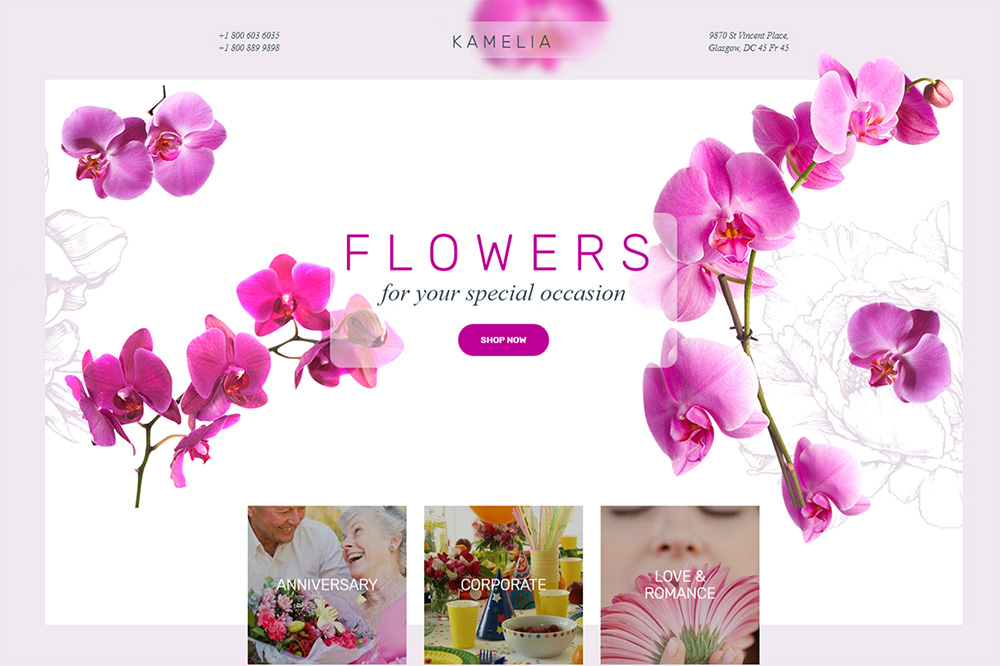 +1 800 603 6035
+1 800 889 9898
KAMELIA
9870 St Vincent Place,
Glasgow, DC 45 Fr 45
FLOWERS
for your special occasion
SHOP NOW
ANNIVERSARY
CORPORATE
LOVE &
ROMANCE